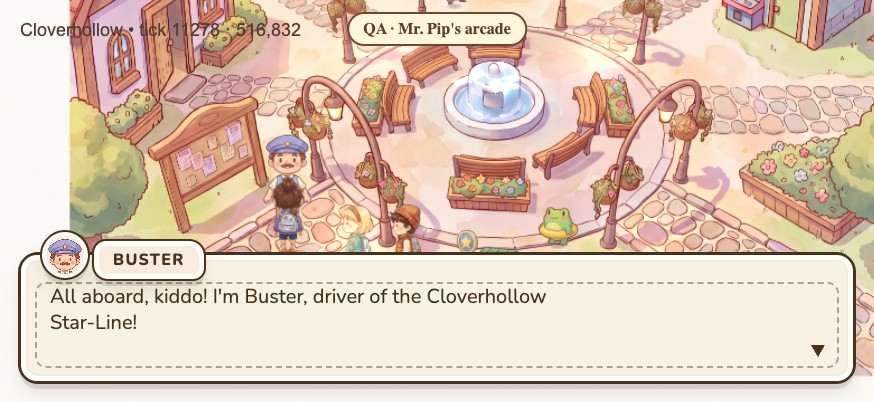 Cloverhollow • tick 11278 · 516,832
QA · Mr. Pip's arcade
BUSTER
All aboard, kiddo! I'm Buster, driver of the Cloverhollow
Star-Line!